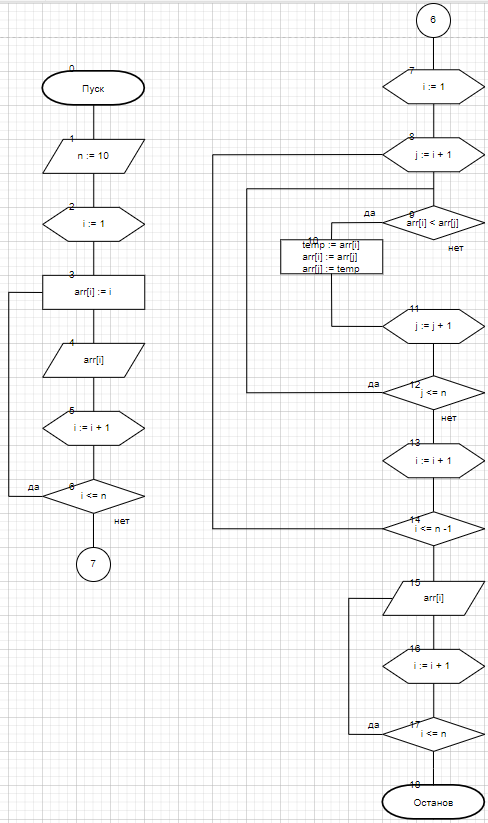 0
Пуск
1
n := 10
2
i := 1
3
arr[i] := i
4
arr[i]
5
i := i + 1
6
да
i <= n
нет
7
6
7
i := 1
8
j := i + 1
да
9
arr[i] < arr[j]
нет
10
temp := arr[i]
arr[i] := arr[j]
arr[j] := temp
11
j := j + 1
да
12
j <= n
нет
13
i := i + 1
14
i <= n -1
15
arr[i]
16
i := i + 1
да
17
i <= n
18
Останов